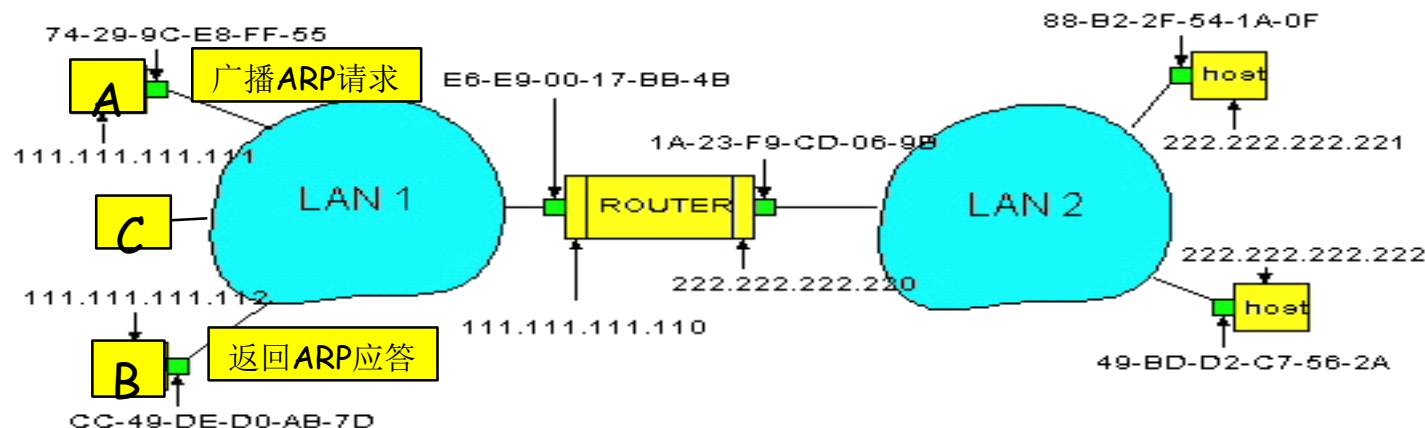 74-29-9C-E8-FF-55
88-B2-2F-54-1A-0F
A
广播ARP请求
E6-E9-00-17-BB-4B
host
111.111.111.111
1A-23-F9-CD-06-9B
222.222.222.221
LAN 1
ROUTER
LAN 2
C
222.222.222.222
111.111.111.112
222.222.222.220
host
111.111.111.110
B
返回ARP应答
49-BD-D2-C7-56-2A
CC-49-DE-D0-AB-7D